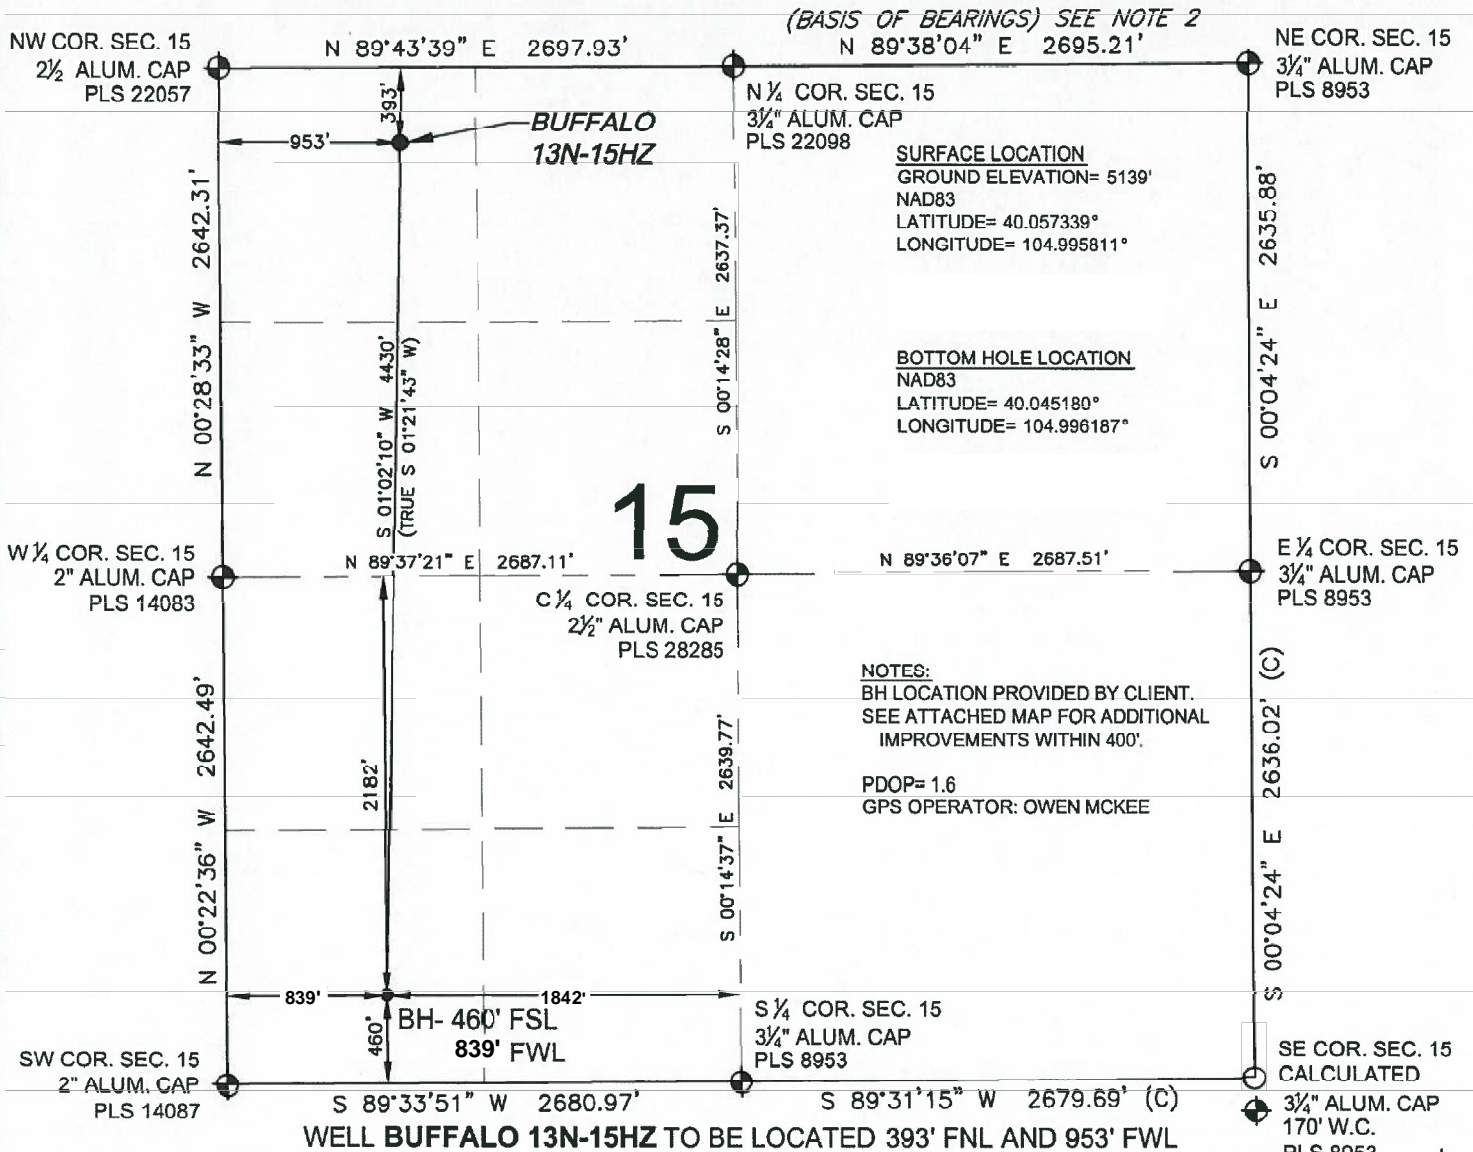 (BASIS OF BEARINGS) SEE NOTE 2
N 89°43'39" E 2697.93'
N 89°38'04" E 2695.21'
NW COR. SEC. 15
2½ ALUM. CAP
PLS 22057
NE COR. SEC. 15
3¼" ALUM. CAP
PLS 8953
N ¼ COR. SEC. 15
3¼" ALUM. CAP
PLS 22098
393'
953'
BUFFALO
13N-15HZ
SURFACE LOCATION
GROUND ELEVATION= 5139'
NAD83
LATITUDE= 40.057339°
LONGITUDE= 104.995811°
N 00°28'33" W 2642.31'
S 00°14'28" E 2637.37'
S 00°04'24" E 2635.88'
S 01°02'10" W 4430'
(TRUE S 01°21'43" W)
BOTTOM HOLE LOCATION
NAD83
LATITUDE= 40.045180°
LONGITUDE= 104.996187°
15
W ¼ COR. SEC. 15
2" ALUM. CAP
PLS 14083
N 89°37'21" E 2687.11'
N 89°36'07" E 2687.51'
E ¼ COR. SEC. 15
3¼" ALUM. CAP
PLS 8953
C ¼ COR. SEC. 15
2½" ALUM. CAP
PLS 28285
NOTES:
BH LOCATION PROVIDED BY CLIENT.
SEE ATTACHED MAP FOR ADDITIONAL
IMPROVEMENTS WITHIN 400'.
PDOP= 1.6
GPS OPERATOR: OWEN MCKEE
N 00°22'36" W 2642.49'
2182'
S 00°14'37" E 2639.77'
S 00°04'24" E 2636.02' (C)
839'
1842'
460'
BH- 460' FSL
839' FWL
S ¼ COR. SEC. 15
3¼" ALUM. CAP
PLS 8953
SW COR. SEC. 15
2" ALUM. CAP
PLS 14087
SE COR. SEC. 15
CALCULATED
3¼" ALUM. CAP
170' W.C.
PLS 8953
S 89°33'51" W 2680.97'
S 89°31'15" W 2679.69' (C)
WELL BUFFALO 13N-15HZ TO BE LOCATED 393' FNL AND 953' FWL